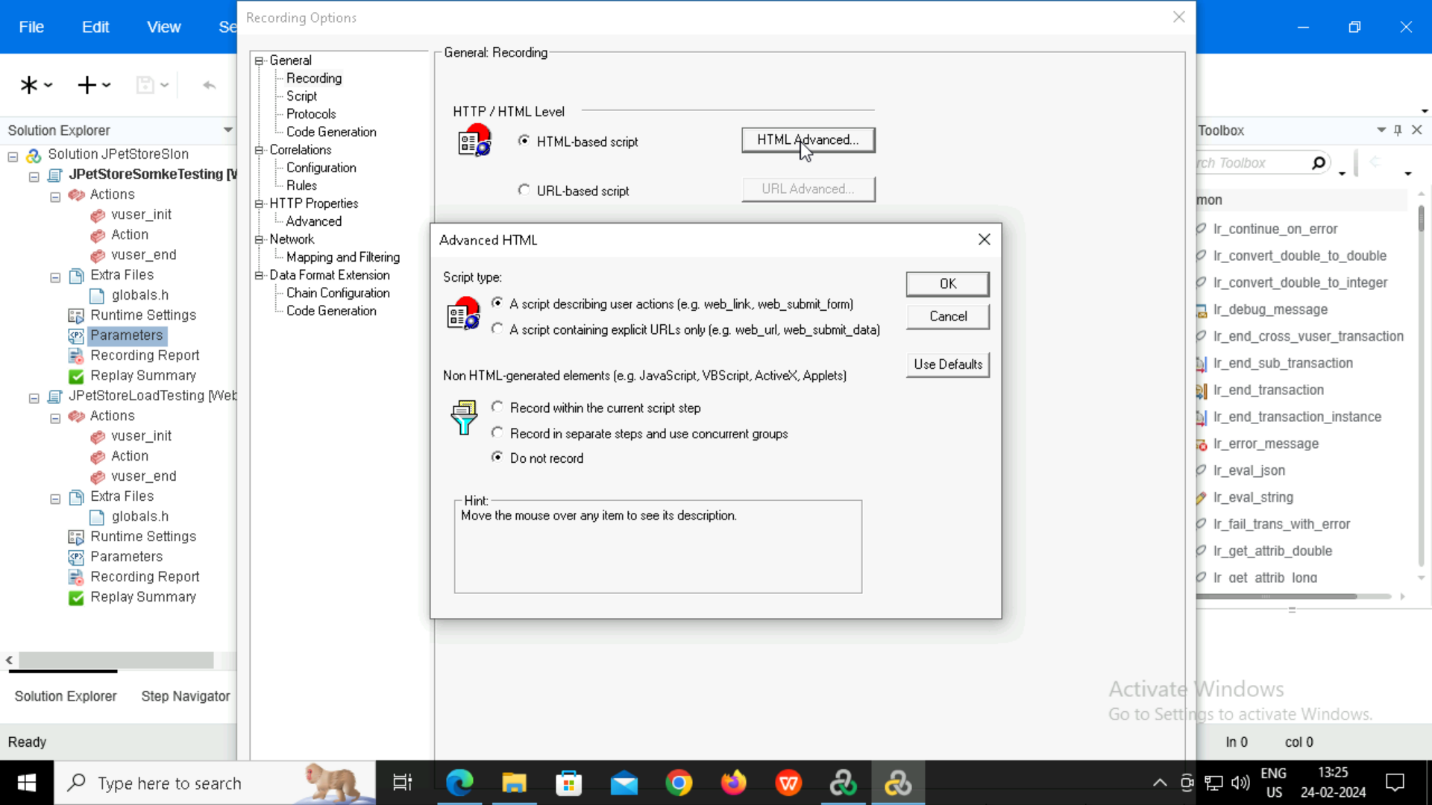 File Edit View Se
Recording Options
Solution Explorer
Solution JPetStoreSlon
JPetStoreSomkeTesting [W
Actions
vuser_init
Action
vuser_end
Extra Files
globals.h
Runtime Settings
Parameters
Recording Report
Replay Summary
JPetStoreLoadTesting [Web
Actions
vuser_init
Action
vuser_end
Extra Files
globals.h
Runtime Settings
Parameters
Recording Report
Replay Summary
Solution Explorer Step Navigator
Ready
General
Recording
Script
Protocols
Code Generation
Correlations
Configuration
Rules
HTTP Properties
Advanced
Network
Mapping and Filtering
Data Format Extension
Chain Configuration
Code Generation
General: Recording
HTTP / HTML Level
HTML-based script HTML Advanced...
URL-based script URL Advanced...
Advanced HTML
Script type:
A script describing user actions (e.g. web_link, web_submit_form)
A script containing explicit URLs only (e.g. web_url, web_submit_data)
OK
Cancel
Use Defaults
Non HTML-generated elements (e.g. JavaScript, VBScript, ActiveX, Applets)
Record within the current script step
Record in separate steps and use concurrent groups
Do not record
Hint:
Move the mouse over any item to see its description.
Toolbox
rch Toolbox
mon
lr_continue_on_error
lr_convert_double_to_double
lr_convert_double_to_integer
lr_debug_message
lr_end_cross_vuser_transaction
lr_end_sub_transaction
lr_end_transaction
lr_end_transaction_instance
lr_error_message
lr_eval_json
lr_eval_string
lr_fail_trans_with_error
lr_get_attrib_double
lr_get_attrib_long
Activate Windows
Go to Settings to activate Windows.
ln 0 col 0
Type here to search
ENG
US
13:25
24-02-2024